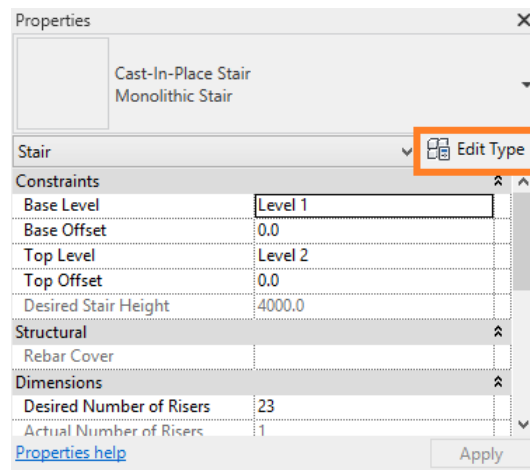 Properties
Cast-In-Place Stair
Monolithic Stair
Stair
Edit Type
Constraints
Base Level Level 1
Base Offset 0.0
Top Level Level 2
Top Offset 0.0
Desired Stair Height 4000.0
Structural
Rebar Cover
Dimensions
Desired Number of Risers 23
Actual Number of Risers 1
Properties help
Apply